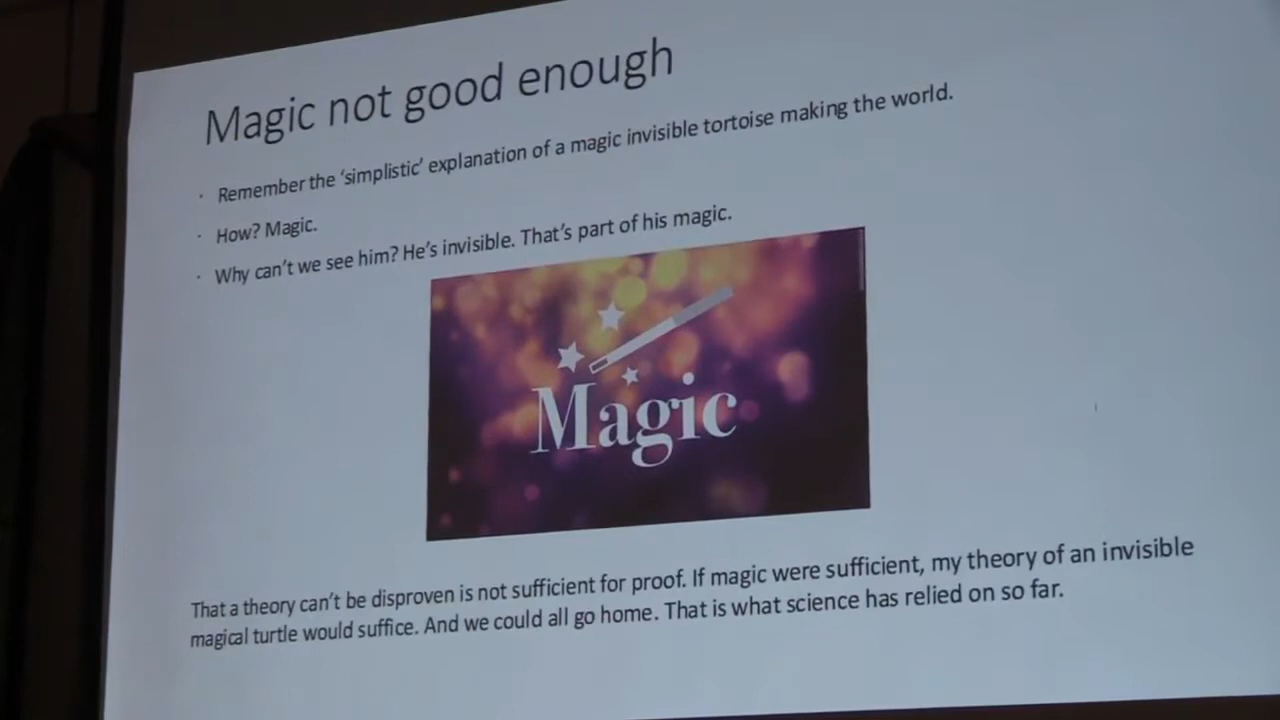 Magic not good enough
· Remember the ‘simplistic’ explanation of a magic invisible tortoise making the world.
· How? Magic.
· Why can’t we see him? He’s invisible. That’s part of his magic.
Magic
That a theory can’t be disproven is not sufficient for proof. If magic were sufficient, my theory of an invisible
magical turtle would suffice. And we could all go home. That is what science has relied on so far.